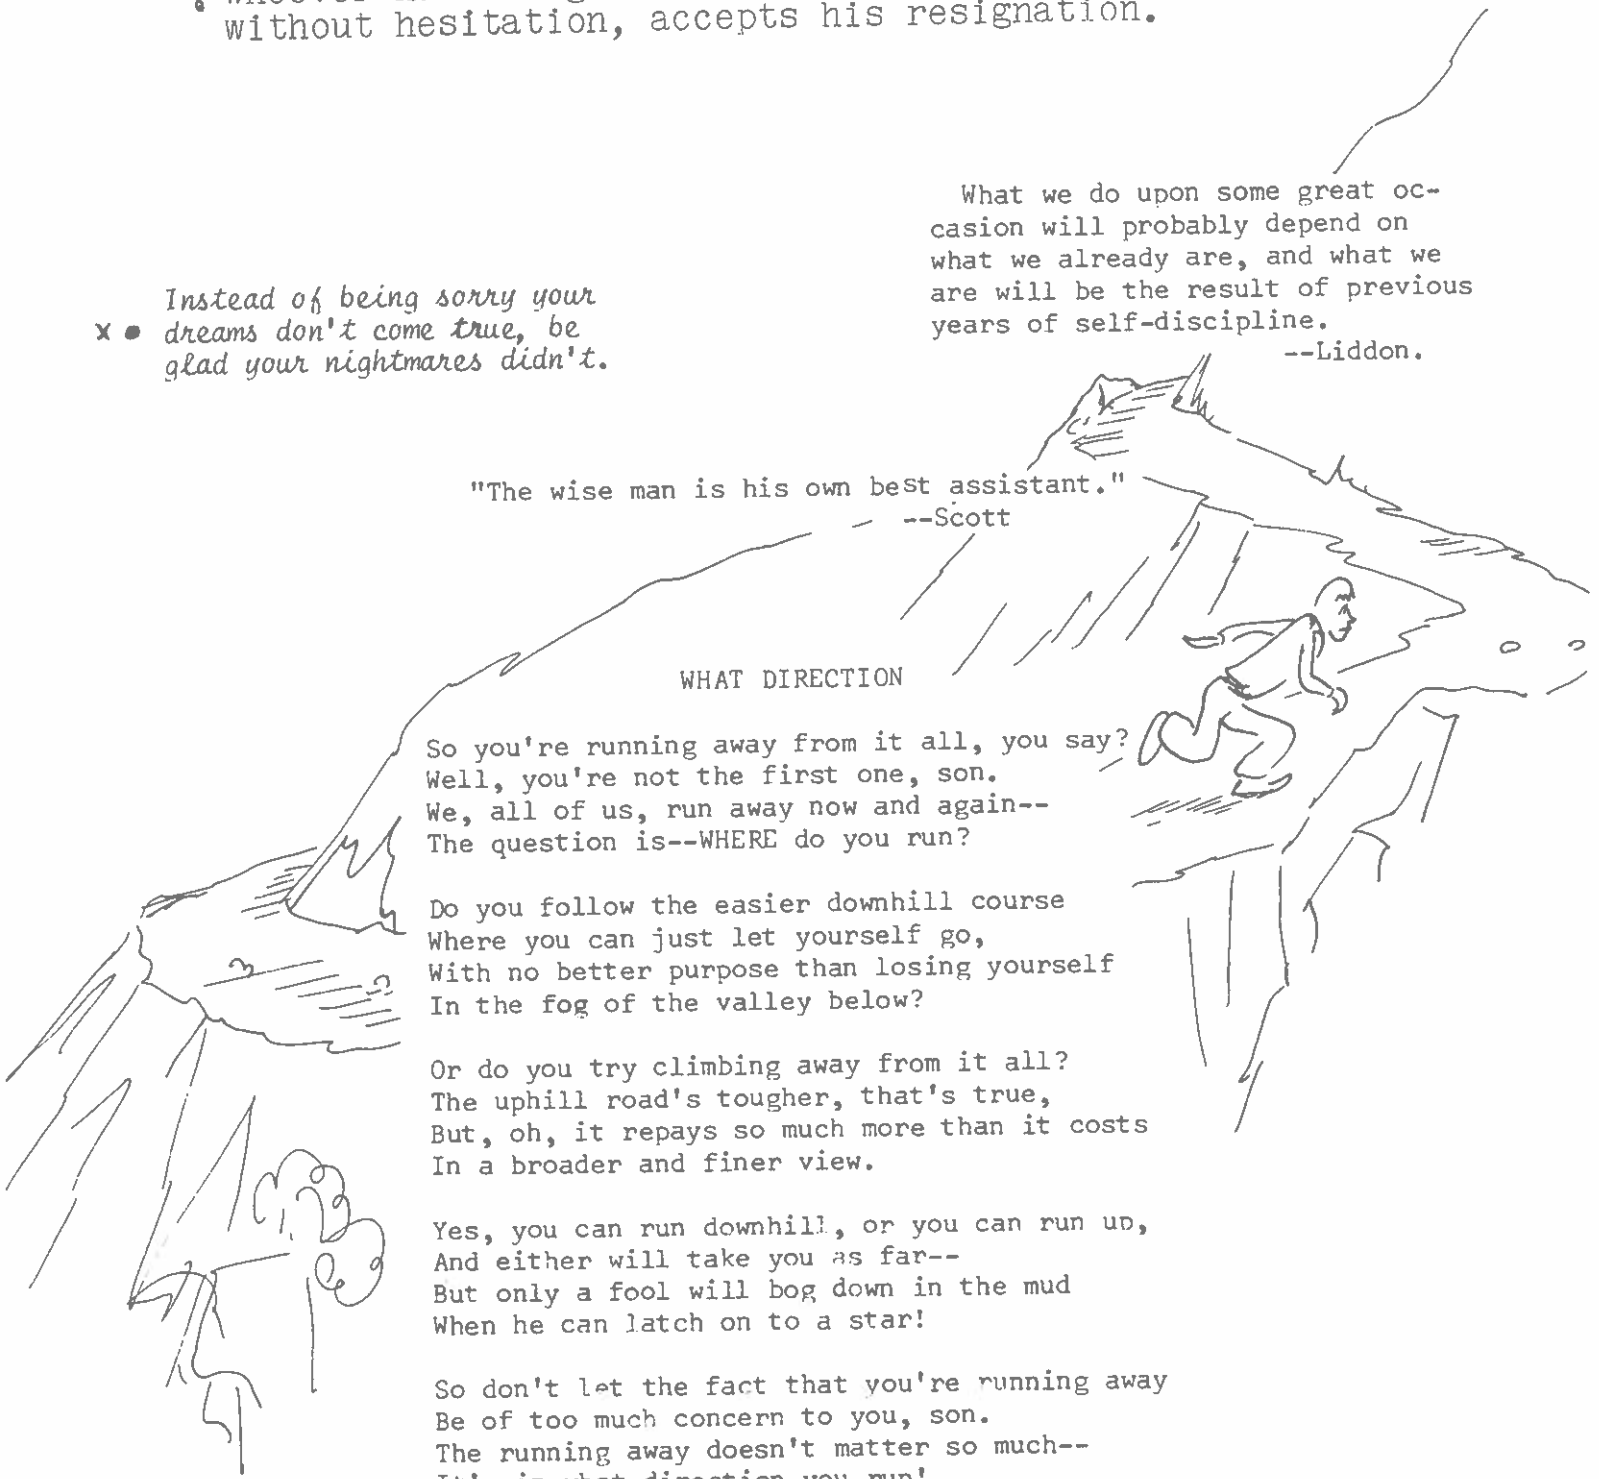 without hesitation, accepts his resignation.
What we do upon some great oc-
casion will probably depend on
what we already are, and what we
are will be the result of previous
years of self-discipline.
--Liddon.
Instead of being sorry your
x • dreams don't come true, be
glad your nightmares didn't.
"The wise man is his own best assistant."
--Scott
WHAT DIRECTION
So you're running away from it all, you say?
Well, you're not the first one, son.
We, all of us, run away now and again--
The question is--WHERE do you run?
Do you follow the easier downhill course
Where you can just let yourself go,
With no better purpose than losing yourself
In the fog of the valley below?
Or do you try climbing away from it all?
The uphill road's tougher, that's true,
But, oh, it repays so much more than it costs
In a broader and finer view.
Yes, you can run downhill, or you can run up,
And either will take you as far--
But only a fool will bog down in the mud
When he can latch on to a star!
So don't let the fact that you're running away
Be of too much concern to you, son.
The running away doesn't matter so much--
It's in what direction you run!